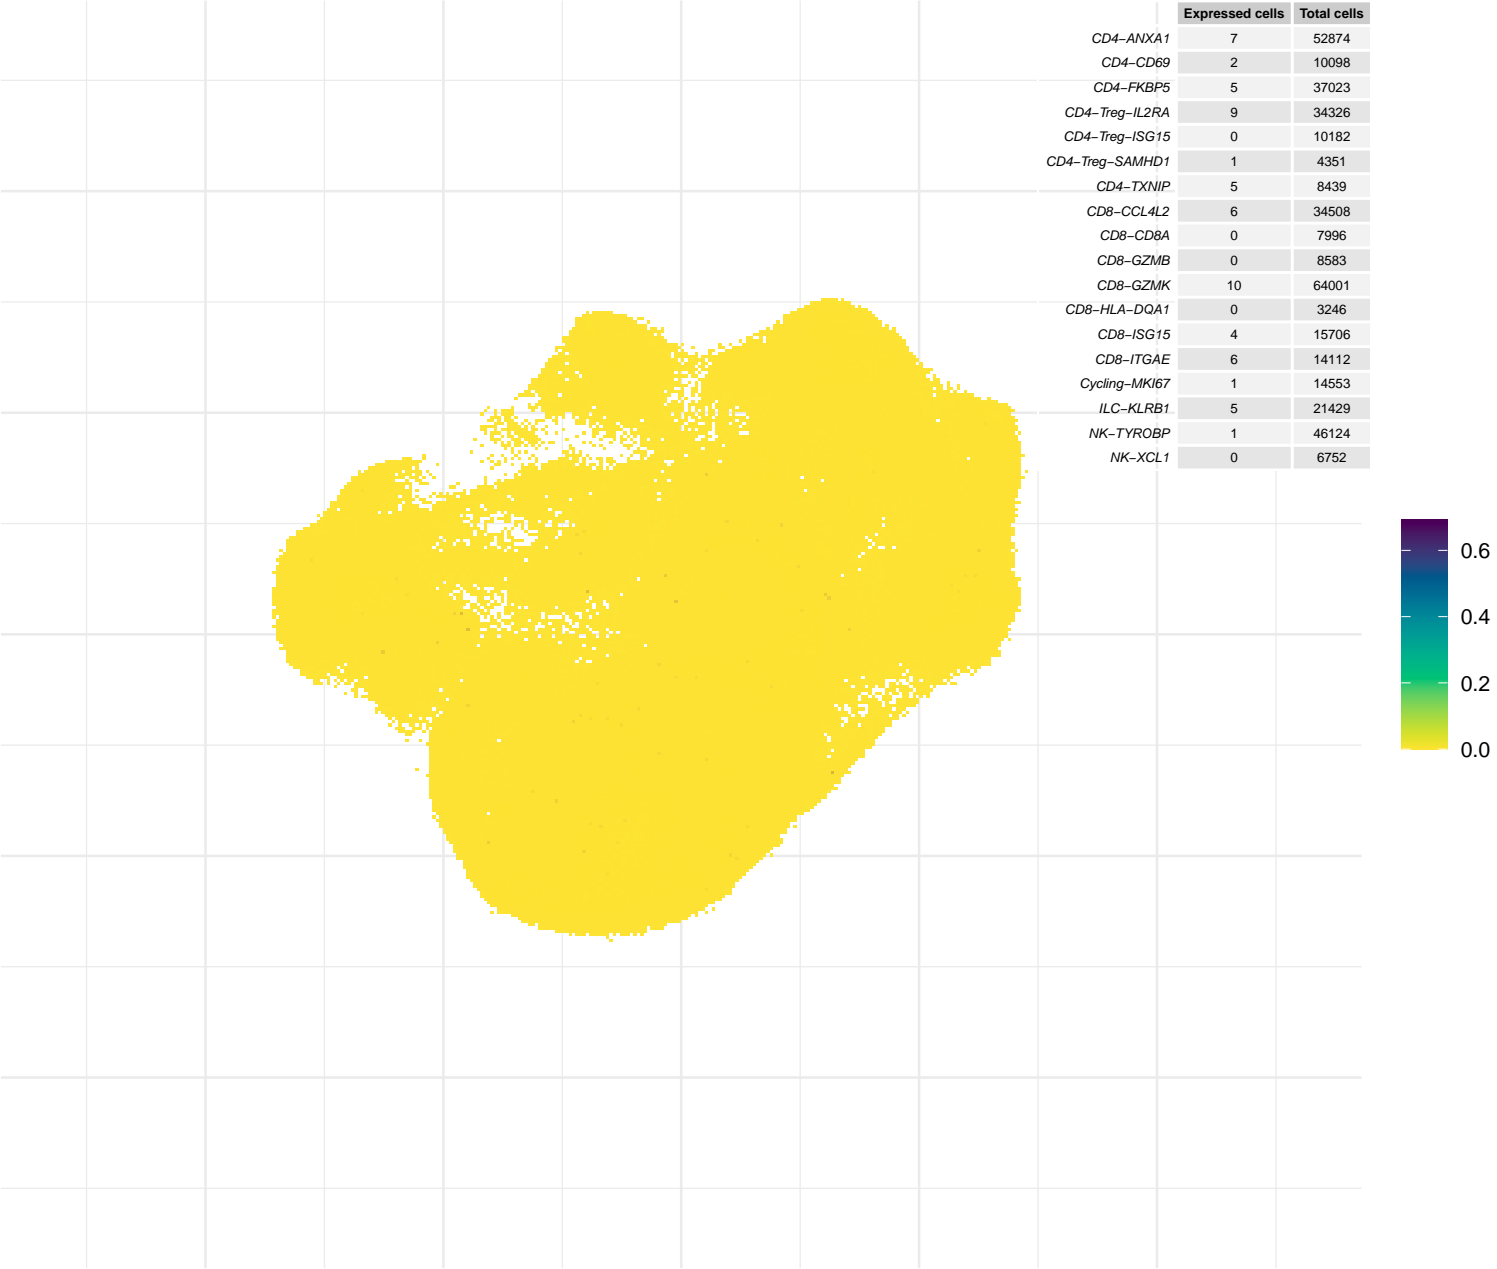 Expressed cells Total cells
CD4−ANXA1 7 52874
CD4−CD69 2 10098
CD4−FKBP5 5 37023
CD4−Treg−IL2RA 9 34326
CD4−Treg−ISG15 0 10182
CD4−Treg−SAMHD1 1 4351
CD4−TXNIP 5 8439
CD8−CCL4L2 6 34508
CD8−CD8A 0 7996
CD8−GZMB 0 8583
CD8−GZMK 10 64001
CD8−HLA−DQA1 0 3246
CD8−ISG15 4 15706
CD8−ITGAE 6 14112
Cycling−MKI67 1 14553
ILC−KLRB1 5 21429
NK−TYROBP 1 46124
NK−XCL1 0 6752
0.6
0.4
0.2
0.0